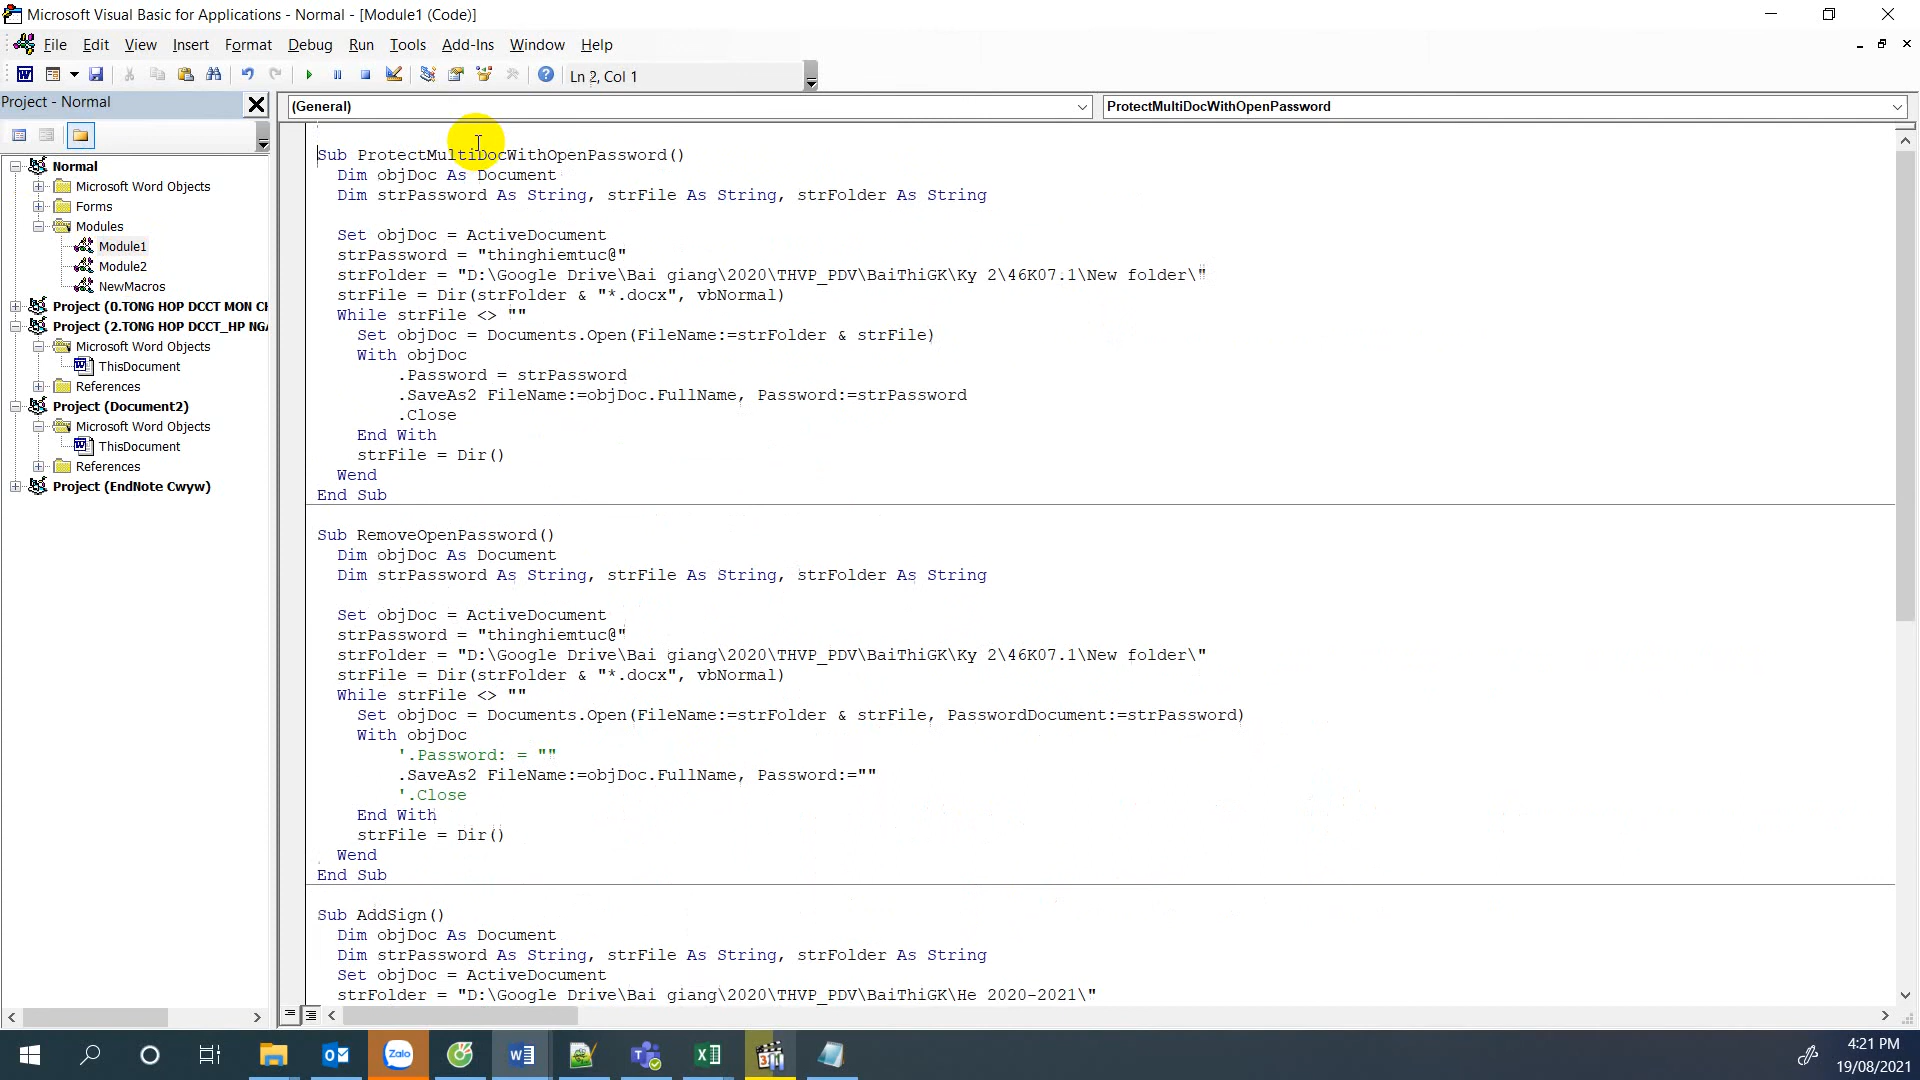 Microsoft Visual Basic for Applications - Normal - [Module1 (Code)]
File Edit View Insert Format Debug Run Tools Add-Ins Window Help
Ln 2, Col 1
Project - Normal
(General)
ProtectMultiDocWithOpenPassword
Normal
Microsoft Word Objects
Forms
Modules
Module1
Module2
NewMacros
Project (0.TONG HOP DCCT MON CH
Project (2.TONG HOP DCCT_HP NGA
Microsoft Word Objects
ThisDocument
References
Project (Document2)
Microsoft Word Objects
ThisDocument
References
Project (EndNote Cwyw)
Sub ProtectMultiDocWithOpenPassword()
Dim objDoc As Document
Dim strPassword As String, strFile As String, strFolder As String
Set objDoc = ActiveDocument
strPassword = "thinghiemtuc@"
strFolder = "D:\Google Drive\Bai giang\2020\THVP_PDV\BaiThiGK\Ky 2\46K07.1\New folder\"
strFile = Dir(strFolder & "*.docx", vbNormal)
While strFile <> ""
Set objDoc = Documents.Open(FileName:=strFolder & strFile)
With objDoc
.Password = strPassword
.SaveAs2 FileName:=objDoc.FullName, Password:=strPassword
.Close
End With
strFile = Dir()
Wend
End Sub
Sub RemoveOpenPassword()
Dim objDoc As Document
Dim strPassword As String, strFile As String, strFolder As String
Set objDoc = ActiveDocument
strPassword = "thinghiemtuc@"
strFolder = "D:\Google Drive\Bai giang\2020\THVP_PDV\BaiThiGK\Ky 2\46K07.1\New folder\"
strFile = Dir(strFolder & "*.docx", vbNormal)
While strFile <> ""
Set objDoc = Documents.Open(FileName:=strFolder & strFile, PasswordDocument:=strPassword)
With objDoc
'.Password: = ""
.SaveAs2 FileName:=objDoc.FullName, Password:=""
'.Close
End With
strFile = Dir()
Wend
End Sub
Sub AddSign()
Dim objDoc As Document
Dim strPassword As String, strFile As String, strFolder As String
Set objDoc = ActiveDocument
strFolder = "D:\Google Drive\Bai giang\2020\THVP_PDV\BaiThiGK\He 2020-2021\"
Zalo
4:21 PM
19/08/2021